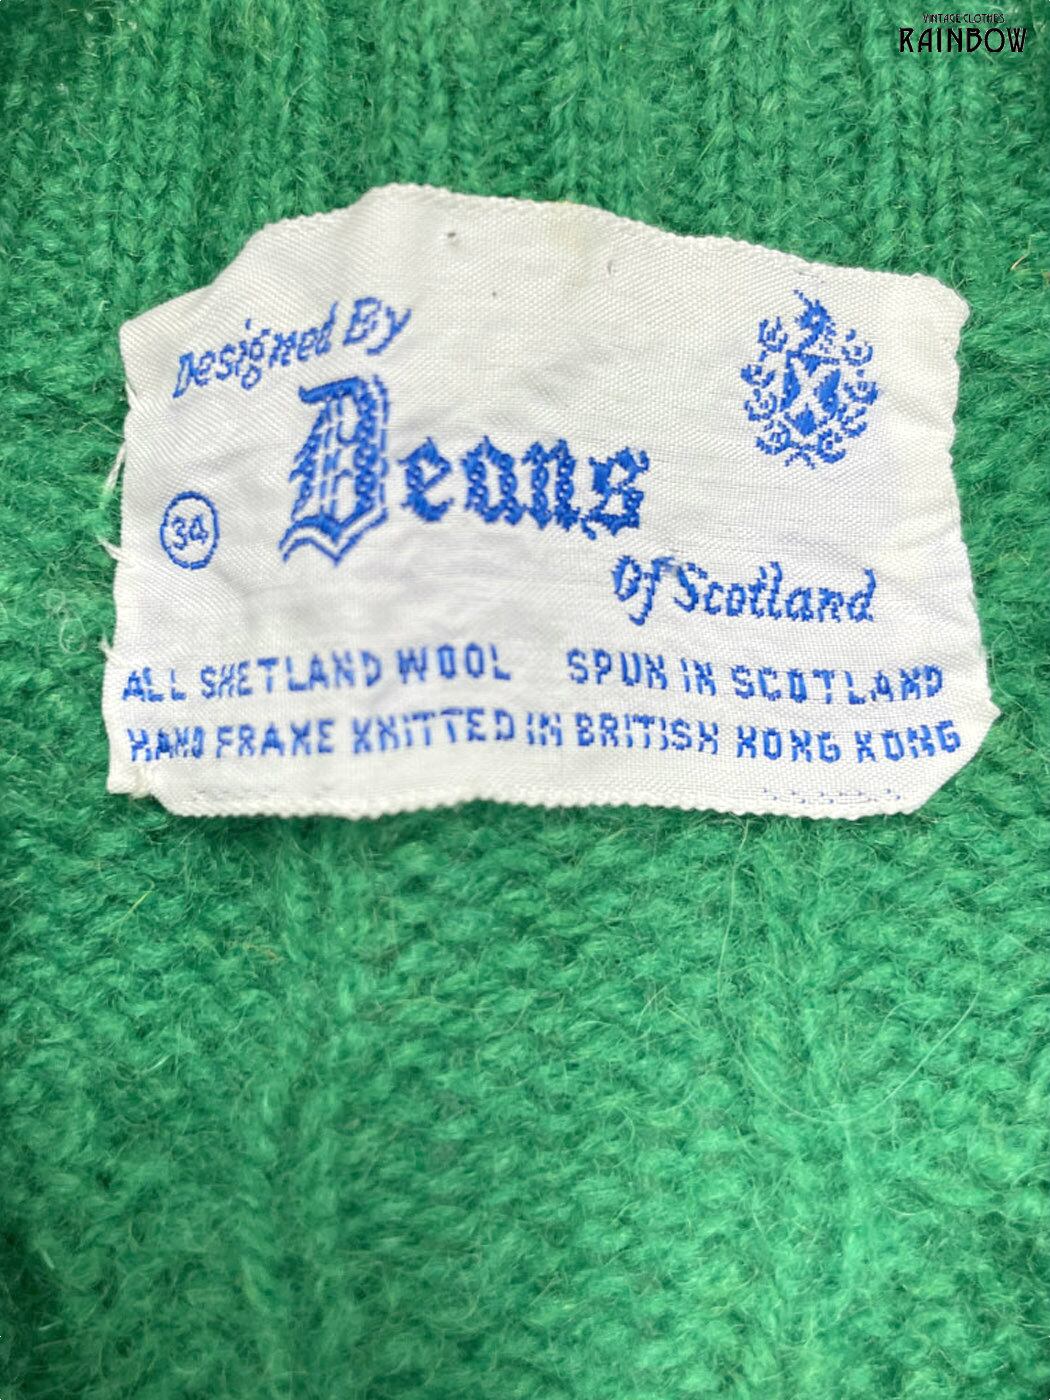 VINTAGE CLOTHES
RAINBOW
Designed By
Deans
34
Of Scotland
ALL SHETLAND WOOL SPUN IN SCOTLAND
HAND FRAME KNITTED IN BRITISH HONG KONG